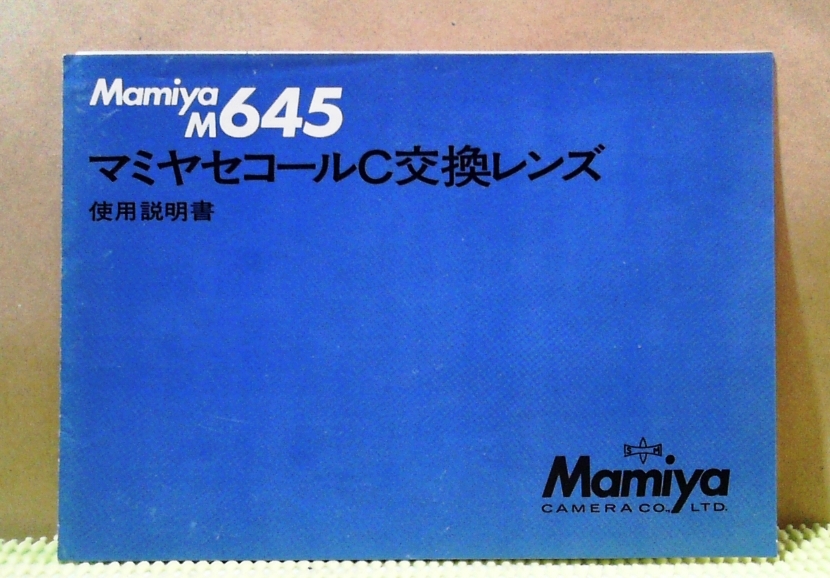 Mamiya
M645
マミヤセコールC交換レンズ
使用説明書
Mamiya
CAMERA CO., LTD.